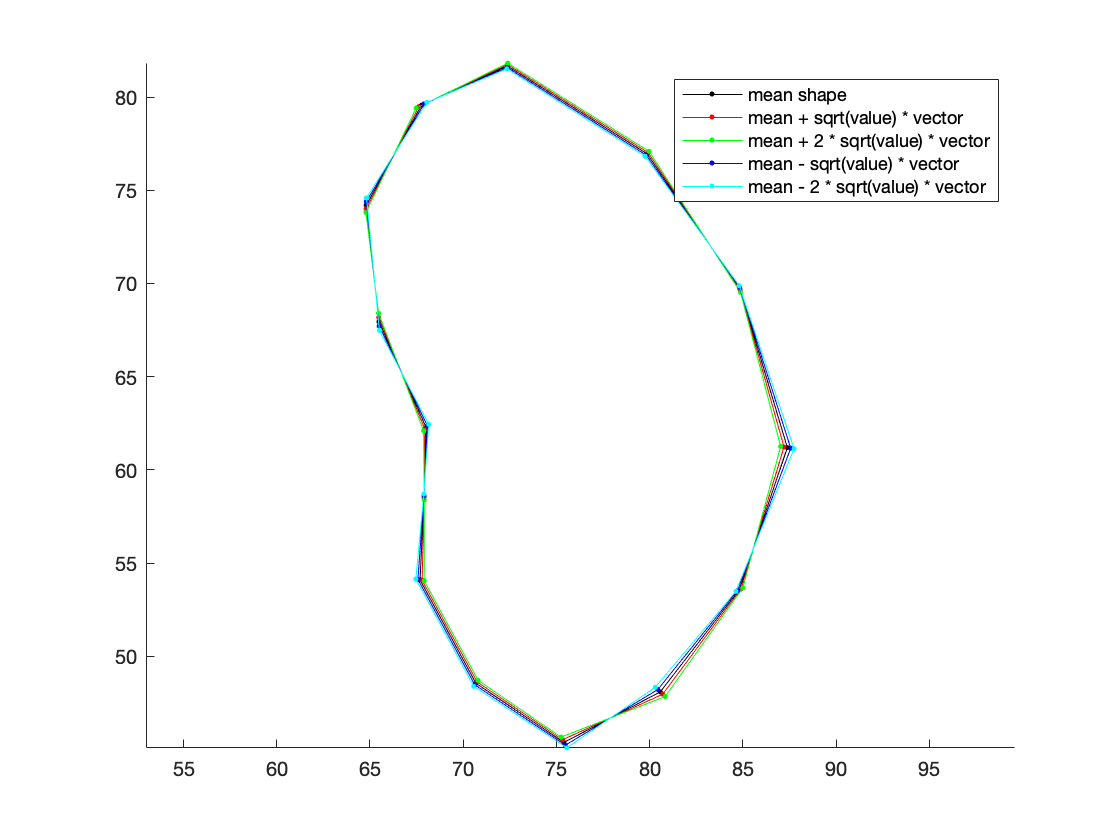 80
75
70
65
60
55
50
55 60 65 70 75 80 85 90 95
mean shape
mean + sqrt(value) * vector
mean + 2 * sqrt(value) * vector
mean - sqrt(value) * vector
mean - 2 * sqrt(value) * vector